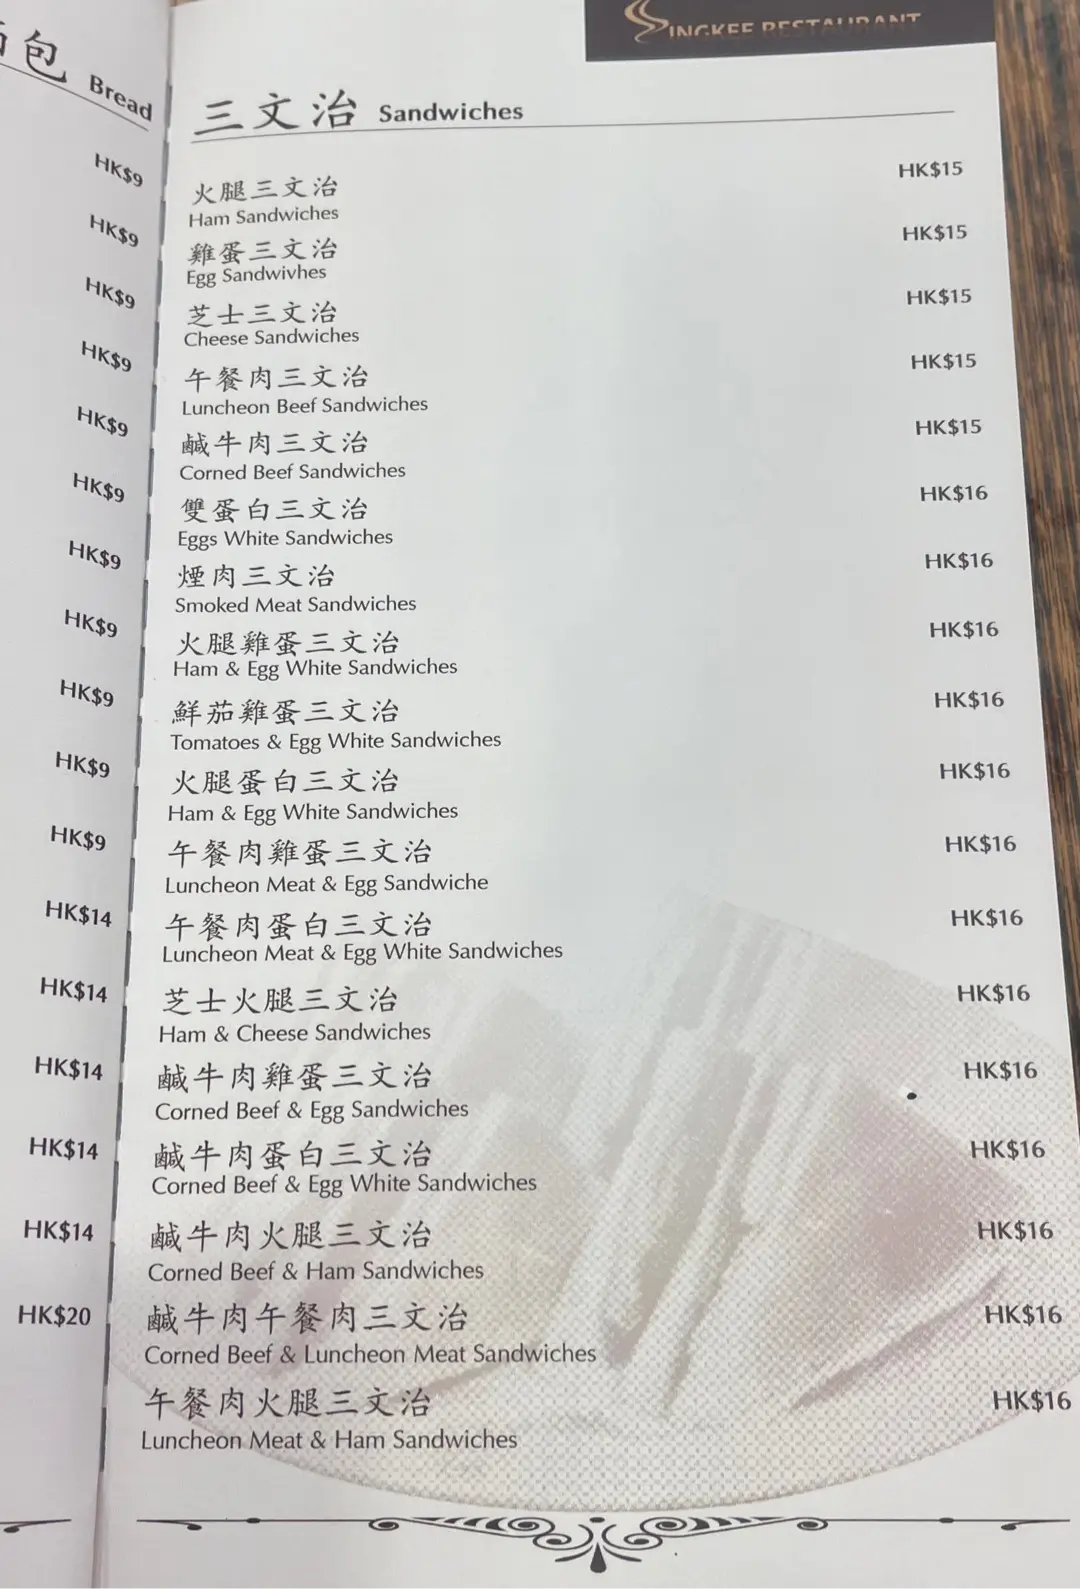 包 Bread
HK$9
HK$9
HK$9
HK$9
HK$9
HK$9
HK$9
HK$9
HK$9
HK$9
HK$9
HK$14
HK$14
HK$14
HK$14
HK$14
HK$20
SINGKEE RESTAURANT
三文治 Sandwiches
火腿三文治 HK$15
Ham Sandwiches
雞蛋三文治 HK$15
Egg Sandwivhes
芝士三文治 HK$15
Cheese Sandwiches
午餐肉三文治 HK$15
Luncheon Beef Sandwiches
鹹牛肉三文治 HK$15
Corned Beef Sandwiches
雙蛋白三文治 HK$16
Eggs White Sandwiches
煙肉三文治 HK$16
Smoked Meat Sandwiches
火腿雞蛋三文治 HK$16
Ham & Egg White Sandwiches
鮮茄雞蛋三文治 HK$16
Tomatoes & Egg White Sandwiches
火腿蛋白三文治 HK$16
Ham & Egg White Sandwiches
午餐肉雞蛋三文治 HK$16
Luncheon Meat & Egg Sandwiche
午餐肉蛋白三文治 HK$16
Luncheon Meat & Egg White Sandwiches
芝士火腿三文治 HK$16
Ham & Cheese Sandwiches
鹹牛肉雞蛋三文治 HK$16
Corned Beef & Egg Sandwiches
鹹牛肉蛋白三文治 HK$16
Corned Beef & Egg White Sandwiches
鹹牛肉火腿三文治 HK$16
Corned Beef & Ham Sandwiches
鹹牛肉午餐肉三文治 HK$16
Corned Beef & Luncheon Meat Sandwiches
午餐肉火腿三文治 HK$16
Luncheon Meat & Ham Sandwiches